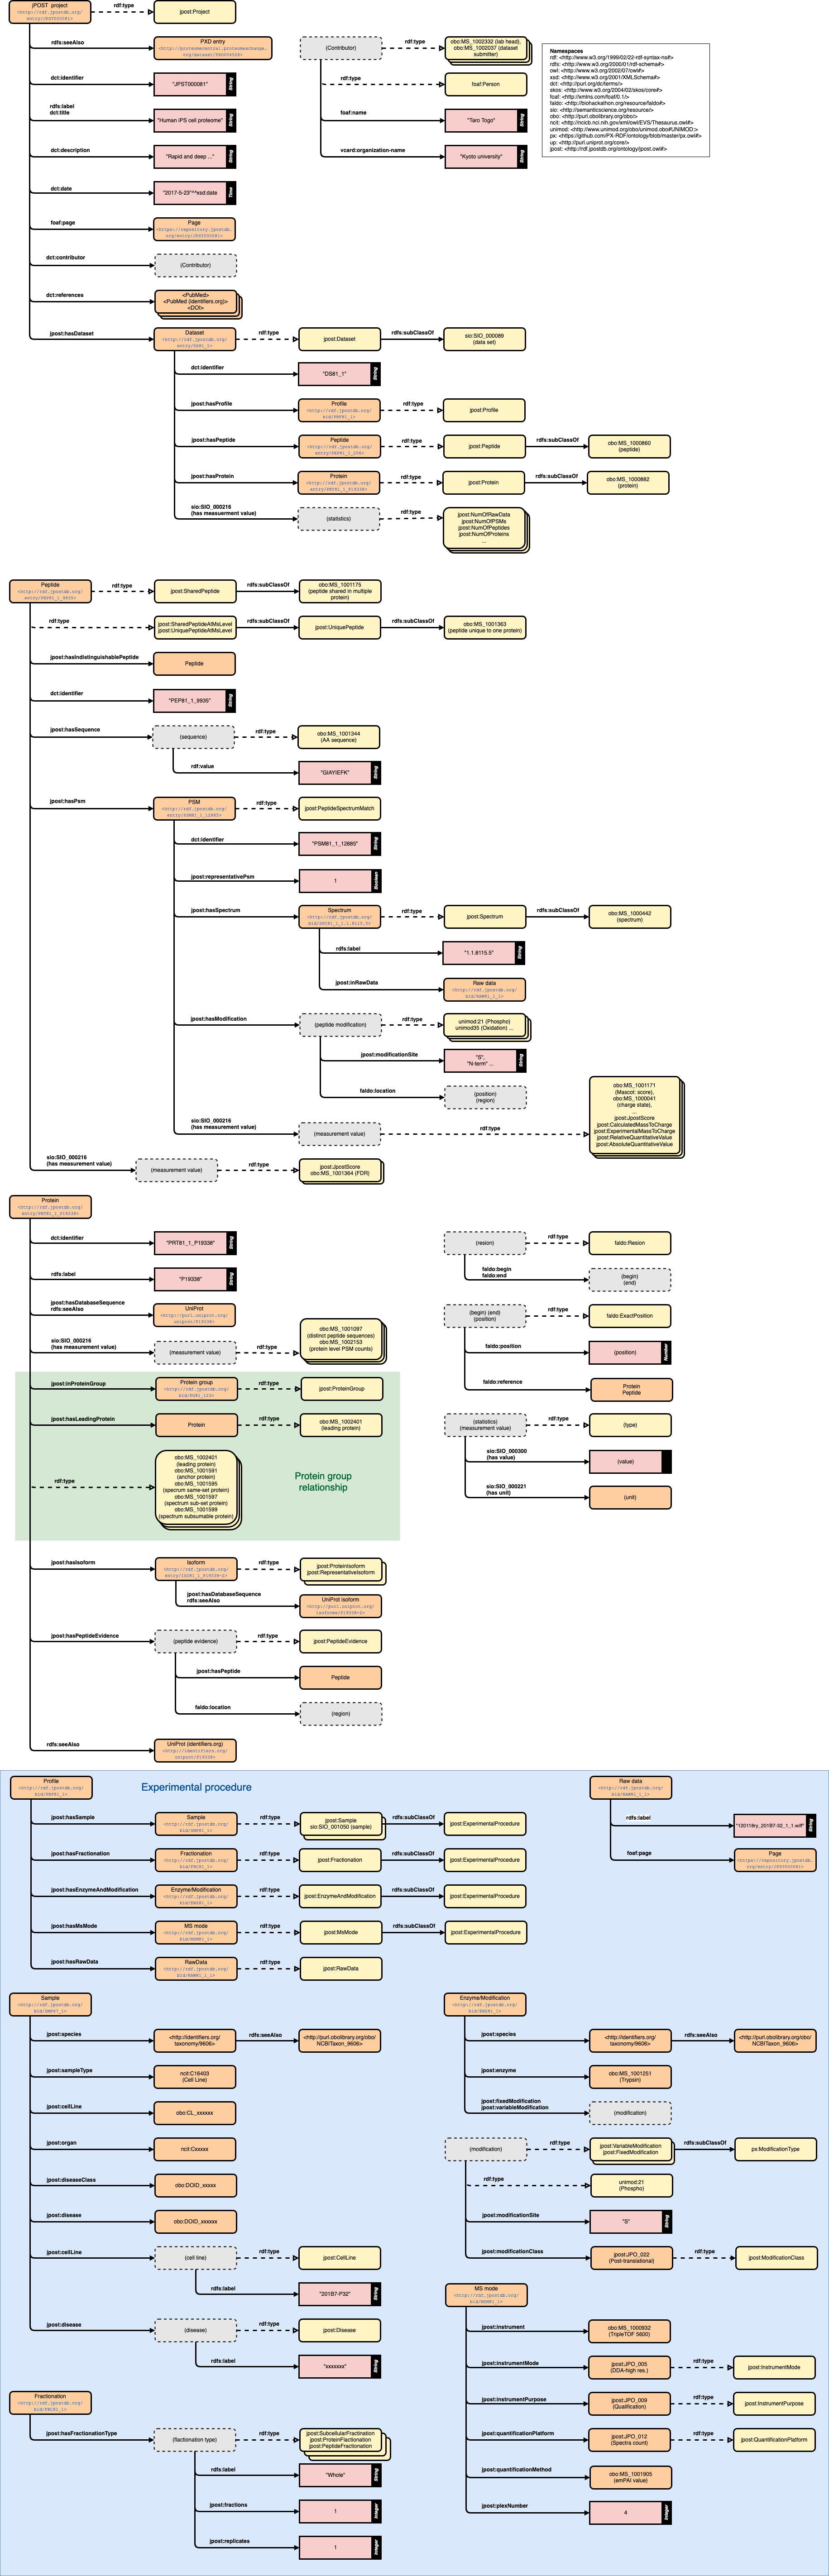 jPOST project
<http://rdf.jpostdb.org/
entry/JPST000081>
rdf:type
jpost:Project
rdfs:seeAlso
PXD entry
dct:identifier
"JPST000081"
String
rdfs:label
dct:title
"Human iPS cell proteome"
String
dct:description
"Rapid and deep ..."
String
dct:date
"2017-5-23"^^xsd:date
Time
foaf:page
Page
<https://repository.jpostdb.
org/entry/JPST000081>
dct:contributor
(Contributor)
dct:references
<PubMed>
<PubMed (identifiers.org)>
<DOI>
jpost:hasDataset
Dataset
<http://rdf.jpostdb.org/
entry/DS81_1>
rdf:type
jpost:Dataset
rdfs:subClassOf
sio:SIO_000089
(data set)
(Contributor)
rdf:type
obo:MS_1002332 (lab head),
obo:MS_1002037 (dataset
submitter)
rdf:type
foaf:Person
foaf:name
"Taro Togo"
String
vcard:organization-name
"Kyoto university"
String
Namespaces
rdf: <http://www.w3.org/1999/02/22-rdf-syntax-ns#>
rdfs: <http://www.w3.org/2000/01/rdf-schema#>
owl: <http://www.w3.org/2002/07/owl#>
xsd: <http://www.w3.org/2001/XMLSchema#>
dct: <http://purl.org/dc/terms/>
skos: <http://www.w3.org/2004/02/skos/core#>
foaf: <http://xmlns.com/foaf/0.1/>
faldo: <http://biohackathon.org/resource/faldo#>
sio: <http://semanticscience.org/resource/>
obo: <http://purl.obolibrary.org/obo/>
ncit: <http://ncicb.nci.nih.gov/xml/owl/EVS/Thesaurus.owl#>
unimod: <http://www.unimod.org/obo/unimod.obo#UNIMOD:>
px: <https://github.com/PX-RDF/ontology/blob/master/px.owl#>
up: <http://purl.uniprot.org/core/>
jpost: <http://rdf.jpostdb.org/ontology/jpost.owl#>
dct:identifier
"DS81_1"
String
jpost:hasProfile
Profile
<http://rdf.jpostdb.org/
bid/PRF81_1>
rdf:type
jpost:Profile
jpost:hasPeptide
Peptide
<http://rdf.jpostdb.org/
rdf:type
jpost:Peptide
rdfs:subClassOf
obo:MS_1000860
(peptide)
jpost:hasProtein
Protein
<http://rdf.jpostdb.org/
entry/PRT81_1_P19338>
rdf:type
jpost:Protein
rdfs:subClassOf
obo:MS_1000882
(protein)
sio:SIO_000216
(has measuerment value)
(statistics)
rdf:type
jpost:NumOfRawData
jpost:NumOfPSMs
jpost:NumOfPeptides
jpost:NumOfProteins
...
Peptide
<http://rdf.jpostdb.org/
entry/PEP81_1_9935>
rdf:type
jpost:SharedPeptide
rdfs:subClassOf
obo:MS_1001175
(peptide shared in multiple
protein)
rdf:type
jpost:SharedPeptideAtMsLevel
jpost:UniquePeptideAtMsLevel
rdfs:subClassOf
jpost:UniquePeptide
rdfs:subClassOf
obo:MS_1001363
(peptide unique to one protein)
jpost:hasIndistinguishablePeptide
Peptide
dct:identifier
"PEP81_1_9935"
String
jpost:hasSequence
(sequence)
rdf:type
obo:MS_1001344
(AA sequence)
rdf:value
"GIAYIEFK"
String
jpost:hasPsm
PSM
<http://rdf.jpostdb.org/
entry/PSM81_1_12885>
rdf:type
jpost:PeptideSpectrumMatch
dct:identifier
"PSM81_1_12885"
String
jpost:representativePsm
1
Boolean
jpost:hasSpectrum
Spectrum
<http://rdf.jpostdb.org/
rdf:type
jpost:Spectrum
rdfs:subClassOf
obo:MS_1000442
(spectrum)
rdfs:label
"1.1.8115.5"
String
jpost:inRawData
Raw data
<http://rdf.jpostdb.org/
bid/RAW81_1_1>
jpost:hasModification
(peptide modification)
rdf:type
unimod:21 (Phospho)
unimod35 (Oxidation) ...
jpost:modificationSite
"S",
"N-term" ...
String
faldo:location
(position)
(region)
sio:SIO_000216
(has measurement value)
(measurement value)
rdf:type
obo:MS_1001171
(Mascot: score)
obo:MS_1000041
(charge state),
...
jpost:JpostScore
jpost:CalculatedMassToCharge
jpost:ExperimentalMassToCharge
jpost:RelativeQuantitativeValue
jpost:AbsoluteQuantitativeValue
sio:SIO_000216
(has measurement value)
(measurement value)
rdf:type
jpost:JpostScore
obo:MS_1001364 (FDR)
Protein
<http://rdf.jpostdb.org/
entry/PRT81_1_P19338>
dct:identifier
"PRT81_1_P19338"
String
rdfs:label
"P19338"
String
jpost:hasDatabaseSequence
rdfs:seeAlso
UniProt
<http://purl.uniprot.org/
uniprot/P19338>
sio:SIO_000216
(has measurement value)
(measurement value)
rdf:type
obo:MS_1001097
(distinct peptide sequences)
obo:MS_1002153
(protein level PSM counts)
jpost:inProteinGroup
Protein group
<http://rdf.jpostdb.org/
rdf:type
jpost:ProteinGroup
jpost:hasLeadingProtein
Protein
rdf:type
obo:MS_1002401
(leading protein)
rdf:type
obo:MS_1002401
(leading protein)
obo:MS_1001591
(anchor protein)
obo:MS_1001595
(specrum same-set protein)
obo:MS_1001597
(spectrum sub-set protein)
obo:MS_1001599
(spectrum subsumable protein)
Protein group
relationship
(resion)
rdf:type
faldo:Resion
faldo:begin
faldo:end
(begin)
(end)
(begin) (end)
(position)
rdf:type
faldo:ExactPosition
faldo:position
(position)
Number
faldo:reference
Protein
Peptide
(statistics)
(measurement value)
rdf:type
(type)
sio:SIO_000300
(has value)
(value)
sio:SIO_000221
(has unit)
(unit)
jpost:hasIsoform
Isoform
<http://rdf.jpostdb.org/
rdf:type
jpost:ProteinIsoform
jpost:RepresentativeIsoform
jpost:hasDatabaseSequence
rdfs:seeAlso
UniProt isoform
<http://purl.uniprot.org/
jpost:hasPeptideEvidence
(peptide evidence)
rdf:type
jpost:PeptideEvidence
jpost:hasPeptide
Peptide
faldo:location
(region)
rdfs:seeAlso
UniProt (identifiers.org)
<http://identifiers.org/
uniprot/P19338>
Experimental procedure
Profile
<http://rdf.jpostdb.org/
bid/PRF81_1>
jpost:hasSample
Sample
<http://rdf.jpostdb.org/
rdf:type
jpost:Sample
sio:SIO_001050 (sample)
rdfs:subClassOf
jpost:ExperimentalProcedure
jpost:hasFractionation
Fractionation
<http://rdf.jpostdb.org/
rdf:type
jpost:Fractionation
rdfs:subClassOf
jpost:ExperimentalProcedure
jpost:hasEnzymeAndModification
Enzyme/Modification
<http://rdf.jpostdb.org/
rdf:type
jpost:EnzymeAndModification
rdfs:subClassOf
jpost:ExperimentalProcedure
jpost:hasMsMode
MS mode
<http://rdf.jpostdb.org/
rdf:type
jpost:MsMode
rdfs:subClassOf
jpost:ExperimentalProcedure
jpost:hasRawData
RawData
<http://rdf.jpostdb.org/
bid/RAW81_1_1>
rdf:type
jpost:RawData
Raw data
<http://rdf.jpostdb.org/
bid/RAW81_1_1>
rdfs:label
"120118ry_201B7-32_1_1.wiff"
String
foaf:page
Page
<https://repository.jpostdb.
org/entry/JPST000081>
Sample
<http://rdf.jpostdb.org/
jpost:species
<http://identifiers.org/
taxonomy/9606>
rdfs:seeAlso
<http://purl.obolibrary.org/obo/
NCBITaxon_9606>
jpost:sampleType
ncit:C16403
(Cell Line)
jpost:cellLine
obo:CL_xxxxxx
jpost:organ
ncit:Cxxxxx
jpost:diseaseClass
obo:DOID_xxxxx
jpost:disease
obo:DOID_xxxxxx
jpost:cellLine
(cell line)
rdf:type
jpost:CellLine
rdfs:label
"201B7-P32"
String
jpost:disease
(disease)
rdf:type
jpost:Disease
rdfs:label
"xxxxxxx"
String
Fractionation
<http://rdf.jpostdb.org/
jpost:hasFractionationType
(flactionation type)
rdf:type
jpost:SubcellularFractination
jpost:ProteinFlactionation
jpost:PeptideFractionation
rdfs:label
"Whole"
String
jpost:fractions
1
Integer
jpost:replicates
1
Integer
Enzyme/Modification
<http://rdf.jpostdb.org/
jpost:species
<http://identifiers.org/
taxonomy/9606>
rdfs:seeAlso
<http://purl.obolibrary.org/obo/
NCBITaxon_9606>
jpost:enzyme
obo:MS_1001251
(Trypsin)
jpost:fixedModification
jpost:variableModification
(modification)
(modification)
rdf:type
jpost:VariableModification
jpost:FixedModification
rdfs:subClassOf
px:ModificationType
rdf:type
unimod:21
(Phospho)
jpost:modificationSite
"S"
String
jpost:modificationClass
jpost:JPO_022
(Post-translational)
rdf:type
jpost:ModificationClass
MS mode
<http://rdf.jpostdb.org/
jpost:instrument
obo:MS_1000932
(TripleTOF 5600)
jpost:instrumentMode
jpost:JPO_005
(DDA-high res.)
rdf:type
jpost:InstrumentMode
jpost:instrumentPurpose
jpost:JPO_009
(Qualification)
rdf:type
jpost:InstrumentPurpose
jpost:quantificationPlatform
jpost:JPO_012
(Spectra count)
rdf:type
jpost:QuantificationPlatform
jpost:quantificationMethod
obo:MS_1001905
(emPAI value)
jpost:plexNumber
4
Integer